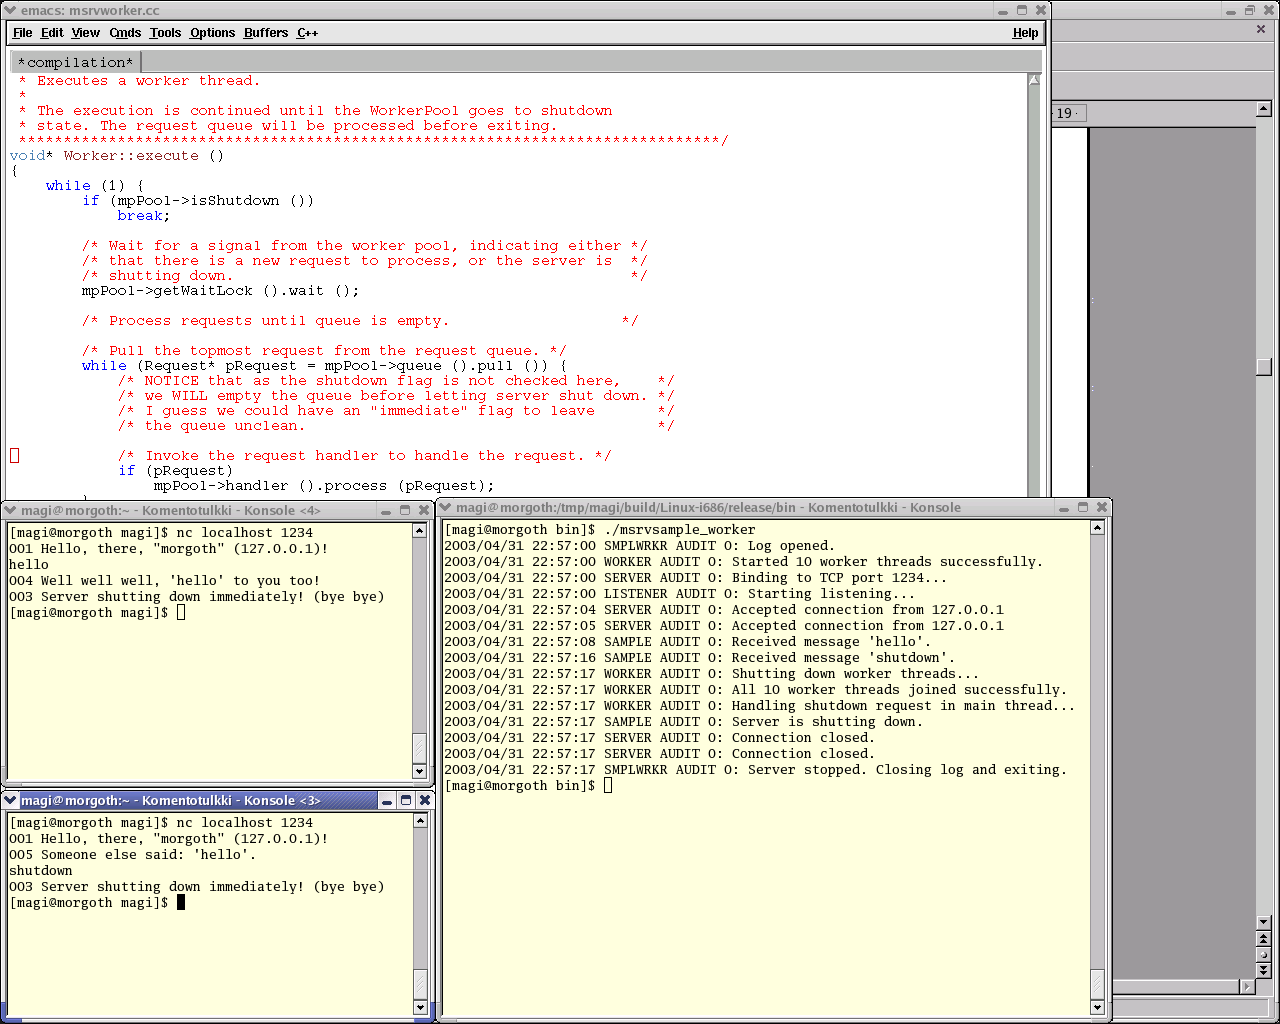 emacs: msrvworker.cc
File Edit View Cmds Tools Options Buffers C++ Help
*compilation*
 * Executes a worker thread.
 *
 * The execution is continued until the WorkerPool goes to shutdown
 * state. The request queue will be processed before exiting.
 ******************************************************************************/
void* Worker::execute ()
{
    while (1) {
        if (mpPool->isShutdown ())
            break;
        /* Wait for a signal from the worker pool, indicating either */
        /* that there is a new request to process, or the server is  */
        /* shutting down.                                            */
        mpPool->getWaitLock ().wait ();
        /* Process requests until queue is empty.                   */
        /* Pull the topmost request from the request queue. */
        while (Request* pRequest = mpPool->queue ().pull ()) {
            /* NOTICE that as the shutdown flag is not checked here,    */
            /* we WILL empty the queue before letting server shut down. */
            /* I guess we could have an "immediate" flag to leave       */
            /* the queue unclean.                                       */
            /* Invoke the request handler to handle the request. */
            if (pRequest)
                mpPool->handler ().process (pRequest);
19
magi@morgoth:~ - Komentotulkki - Konsole <4>
[magi@morgoth magi]$ nc localhost 1234
001 Hello, there, "morgoth" (127.0.0.1)!
hello
004 Well well well, 'hello' to you too!
003 Server shutting down immediately! (bye bye)
[magi@morgoth magi]$
magi@morgoth:~ - Komentotulkki - Konsole <3>
[magi@morgoth magi]$ nc localhost 1234
001 Hello, there, "morgoth" (127.0.0.1)!
005 Someone else said: 'hello'.
shutdown
003 Server shutting down immediately! (bye bye)
[magi@morgoth magi]$
magi@morgoth:/tmp/magi/build/Linux-i686/release/bin - Komentotulkki - Konsole
[magi@morgoth bin]$ ./msrvsample_worker
2003/04/31 22:57:00 SMPLWRKR AUDIT 0: Log opened.
2003/04/31 22:57:00 WORKER AUDIT 0: Started 10 worker threads successfully.
2003/04/31 22:57:00 SERVER AUDIT 0: Binding to TCP port 1234...
2003/04/31 22:57:00 LISTENER AUDIT 0: Starting listening...
2003/04/31 22:57:04 SERVER AUDIT 0: Accepted connection from 127.0.0.1
2003/04/31 22:57:05 SERVER AUDIT 0: Accepted connection from 127.0.0.1
2003/04/31 22:57:08 SAMPLE AUDIT 0: Received message 'hello'.
2003/04/31 22:57:16 SAMPLE AUDIT 0: Received message 'shutdown'.
2003/04/31 22:57:17 WORKER AUDIT 0: Shutting down worker threads...
2003/04/31 22:57:17 WORKER AUDIT 0: All 10 worker threads joined successfully.
2003/04/31 22:57:17 WORKER AUDIT 0: Handling shutdown request in main thread...
2003/04/31 22:57:17 SAMPLE AUDIT 0: Server is shutting down.
2003/04/31 22:57:17 SERVER AUDIT 0: Connection closed.
2003/04/31 22:57:17 SERVER AUDIT 0: Connection closed.
2003/04/31 22:57:17 SMPLWRKR AUDIT 0: Server stopped. Closing log and exiting.
[magi@morgoth bin]$